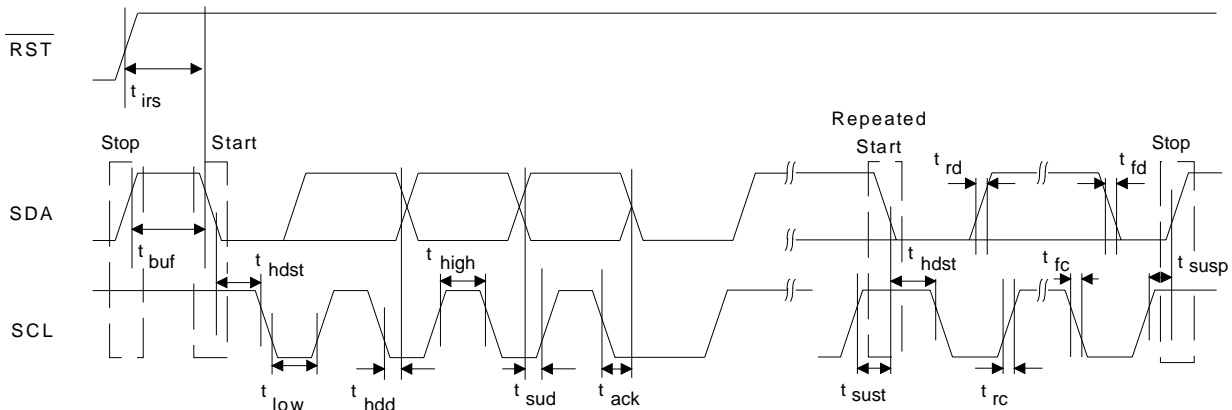 RST
t irs
Repeated
Stop Start Start Stop
t rd t fd
SDA
t buf t hdst t high t hdst t fc t susp
SCL
t low t hdd t sud t ack t sust t rc